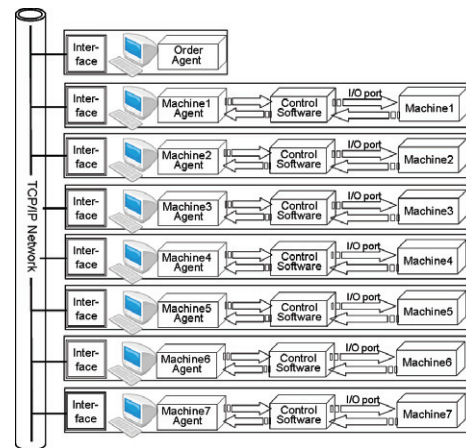 TCP/IP Network
Inter-
face
Order
Agent
Inter-
face
Machine1
Agent
Control
Software
I/O port
Machine1
Inter-
face
Machine2
Agent
Control
Software
I/O port
Machine2
Inter-
face
Machine3
Agent
Control
Software
I/O port
Machine3
Inter-
face
Machine4
Agent
Control
Software
I/O port
Machine4
Inter-
face
Machine5
Agent
Control
Software
I/O port
Machine5
Inter-
face
Machine6
Agent
Control
Software
I/O port
Machine6
Inter-
face
Machine7
Agent
Control
Software
I/O port
Machine7